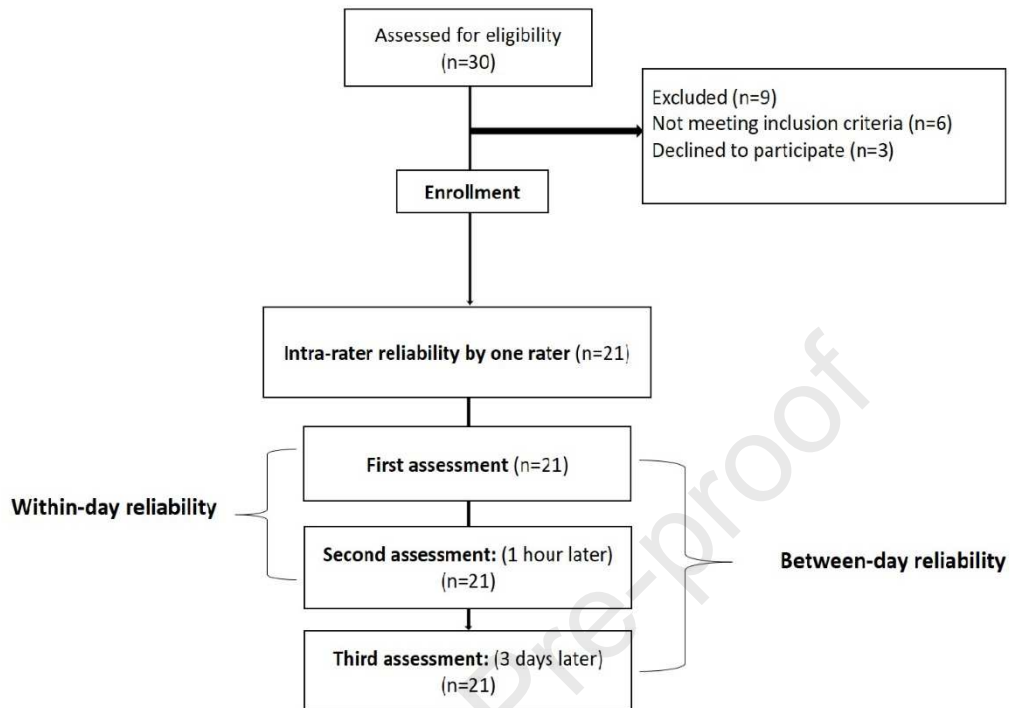 Assessed for eligibility
(n=30)
Excluded (n=9)
Not meeting inclusion criteria (n=6)
Declined to participate (n=3)
Enrollment
Intra-rater reliability by one rater (n=21)
First assessment (n=21)
Within-day reliability
Second assessment: (1 hour later)
(n=21)
Between-day reliability
Third assessment: (3 days later)
(n=21)
Pre-proof